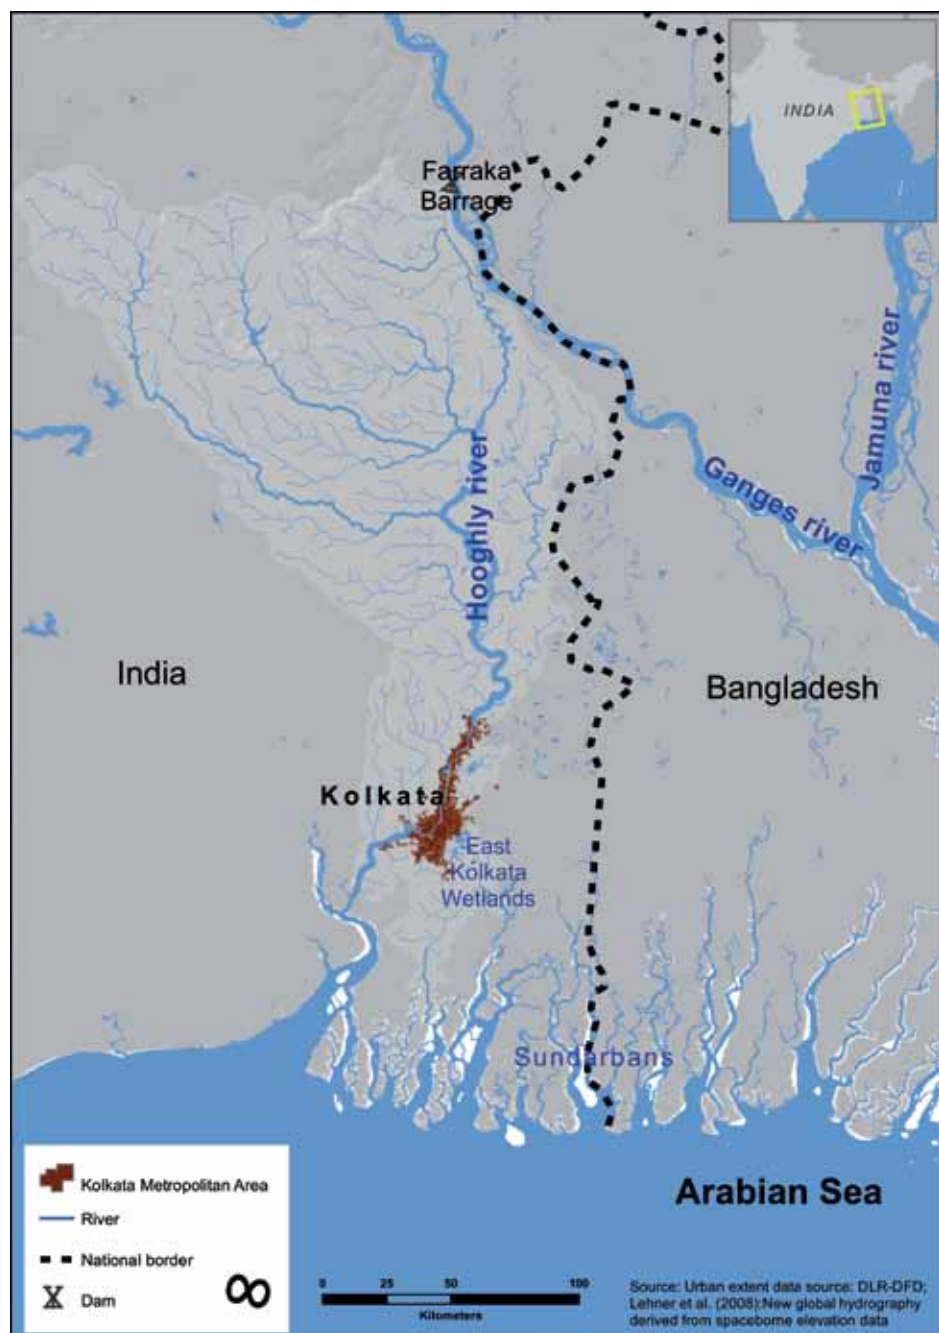 INDIA
Farraka
Barrage
Jamuna river
Ganges river
Hooghly river
India
Bangladesh
Kolkata
East
Kolkata
Wetlands
Sundarbans
Arabian Sea
Kolkata Metropolitan Area
River
National border
Dam
0 25 50 100
Kilometers
Source: Urban extent data source: DLR-DFD;
Lehner et al. (2008):New global hydrography
derived from spaceborne elevation data